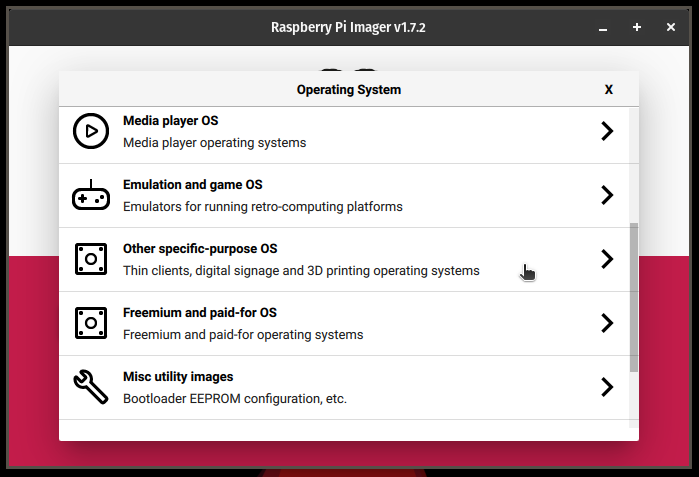 Raspberry Pi Imager v1.7.2
Operating System
X
Media player OS
Media player operating systems
Emulation and game OS
Emulators for running retro-computing platforms
Other specific-purpose OS
Thin clients, digital signage and 3D printing operating systems
Freemium and paid-for OS
Freemium and paid-for operating systems
Misc utility images
Bootloader EEPROM configuration, etc.